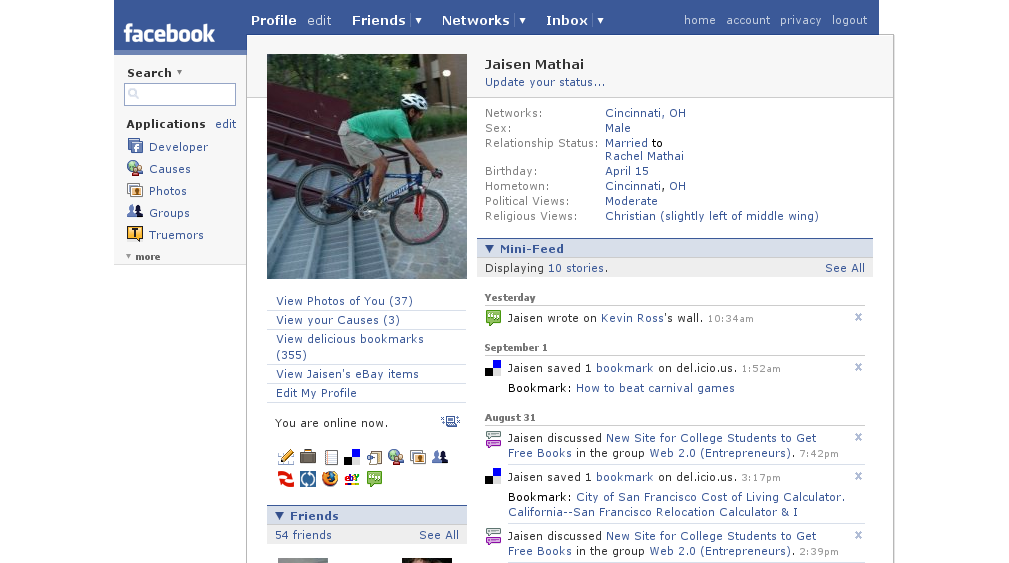 facebook
Profile edit Friends Networks Inbox home account privacy logout
Search
Applications edit
Developer
Causes
Photos
Groups
Truemors
more
Jaisen Mathai
Update your status...
Networks: Cincinnati, OH
Sex: Male
Relationship Status: Married to
Rachel Mathai
Birthday: April 15
Hometown: Cincinnati, OH
Political Views: Moderate
Religious Views: Christian (slightly left of middle wing)
View Photos of You (37)
View your Causes (3)
View delicious bookmarks
(355)
View Jaisen's eBay items
Edit My Profile
You are online now.
ebY
Friends
54 friends See All
Mini-Feed
Displaying 10 stories. See All
Yesterday
Jaisen wrote on Kevin Ross's wall. 10:34am
September 1
Jaisen saved 1 bookmark on del.icio.us. 1:52am
Bookmark: How to beat carnival games
August 31
Jaisen discussed New Site for College Students to Get
Free Books in the group Web 2.0 (Entrepreneurs). 7:42pm
Jaisen saved 1 bookmark on del.icio.us. 3:17pm
Bookmark: City of San Francisco Cost of Living Calculator.
California--San Francisco Relocation Calculator & I
Jaisen discussed New Site for College Students to Get
Free Books in the group Web 2.0 (Entrepreneurs). 2:39pm